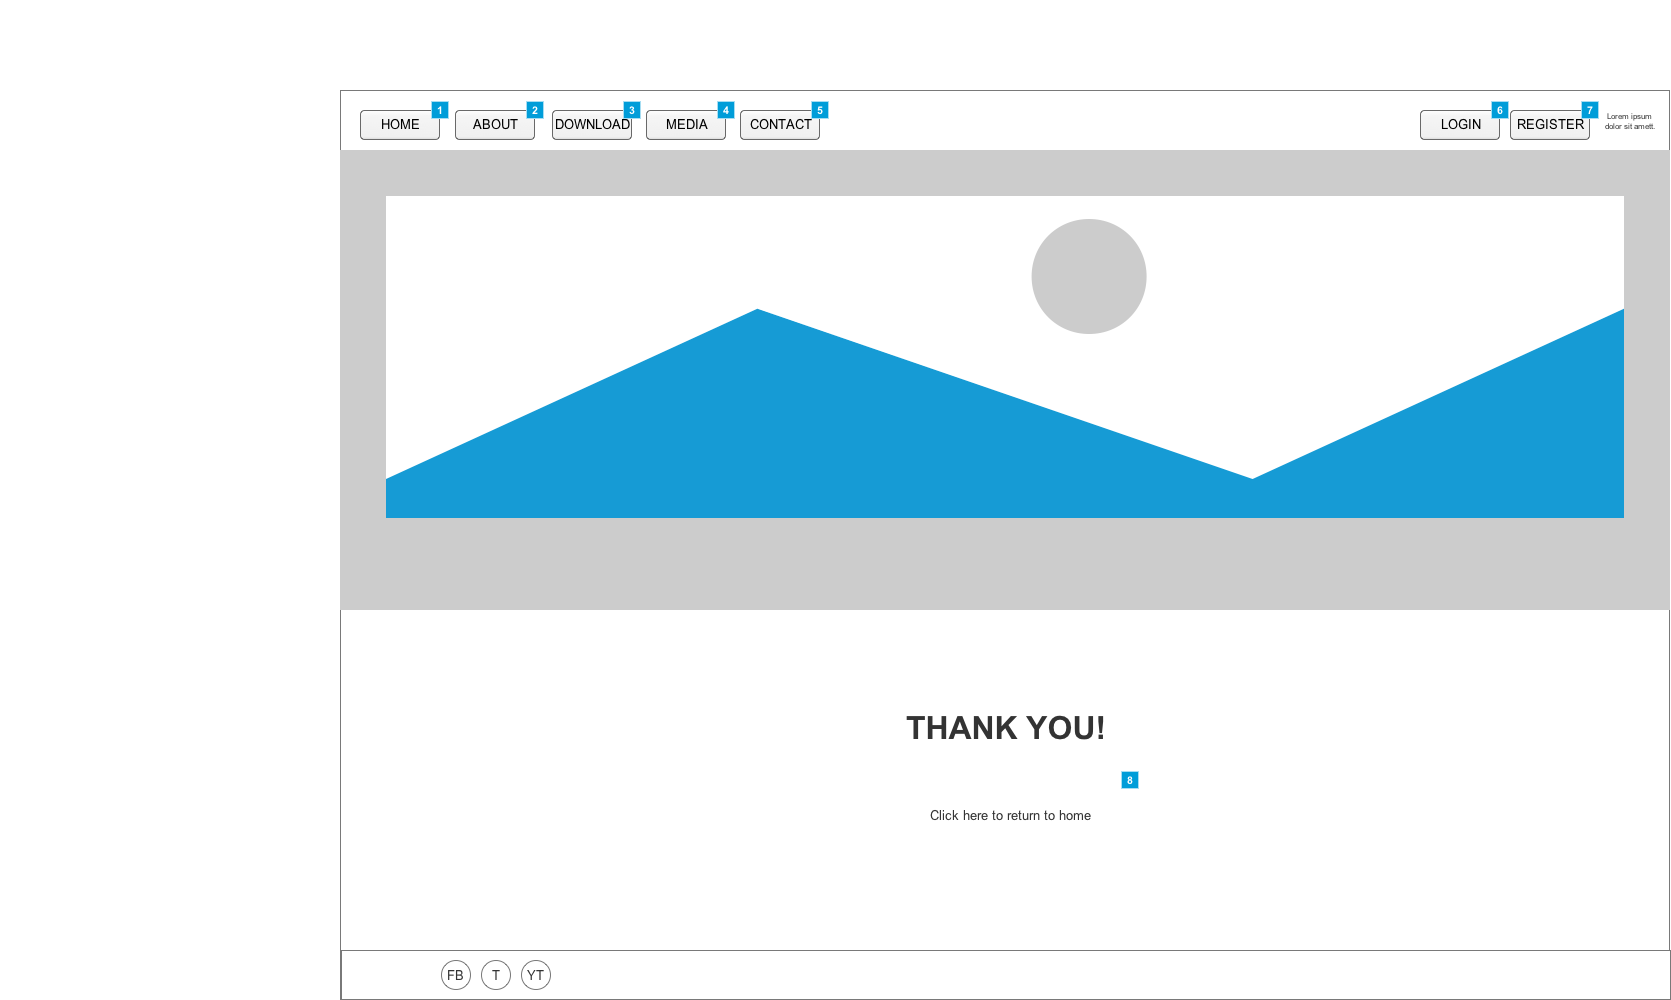 1
2
3
4
5
6
7
HOME
ABOUT
DOWNLOAD
MEDIA
CONTACT
LOGIN
REGISTER
Lorem ipsum
dolor sit amett.
THANK YOU!
8
Click here to return to home
FB
T
YT